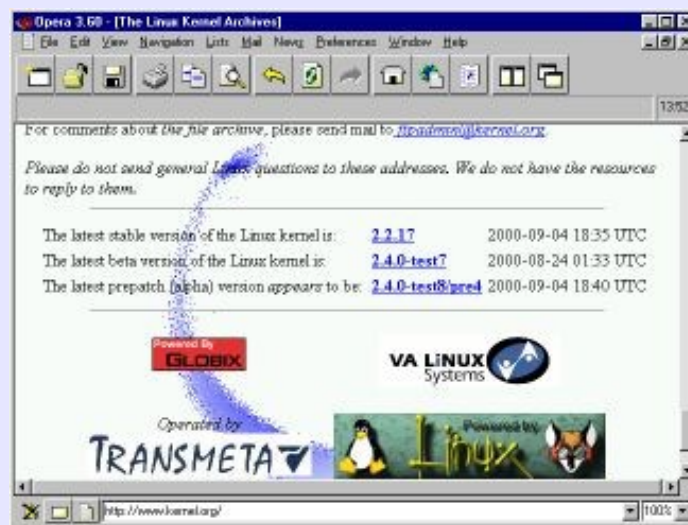 Opera 3.60 - [The Linux Kernel Archives]
File Edit View Navigation Lists Mail News Preferences Window Help
13:52
For comments about the file archive, please send mail to ftpadmin@kernel.org.
Please do not send general Linux questions to these addresses. We do not have the resources
to reply to them.
The latest stable version of the Linux kernel is: 2.2.17 2000-09-04 18:35 UTC
The latest beta version of the Linux kernel is: 2.4.0-test7 2000-08-24 01:33 UTC
The latest prepatch (alpha) version appears to be: 2.4.0-test8/pre4 2000-09-04 18:40 UTC
Powered By
GLOBIX
VA LINUX
Systems
Operated by
TRANSMETA
Powered by
Linux
http://www.kernel.org/
100%